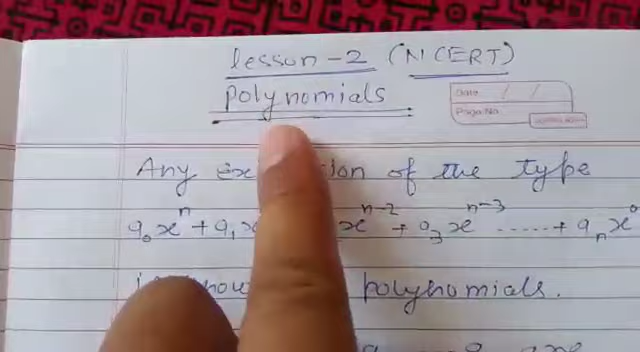 lesson-2 (NCERT)
polynomials
Date / /
Page No.
Any of the type
a₀xⁿ + a₁x xⁿ⁻² + a₃xⁿ⁻³ ......+ aₙx⁰
polynomials.